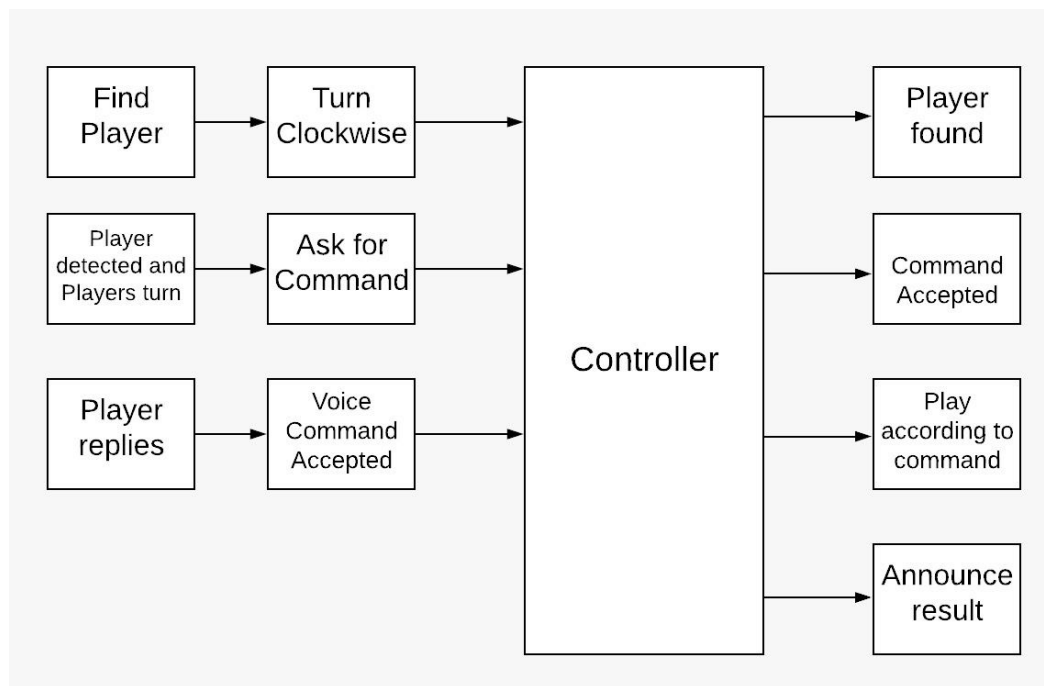 Find
Player
Turn
Clockwise
Player
found
Player
detected and
Players turn
Ask for
Command
Command
Accepted
Controller
Player
replies
Voice
Command
Accepted
Play
according to
command
Announce
result